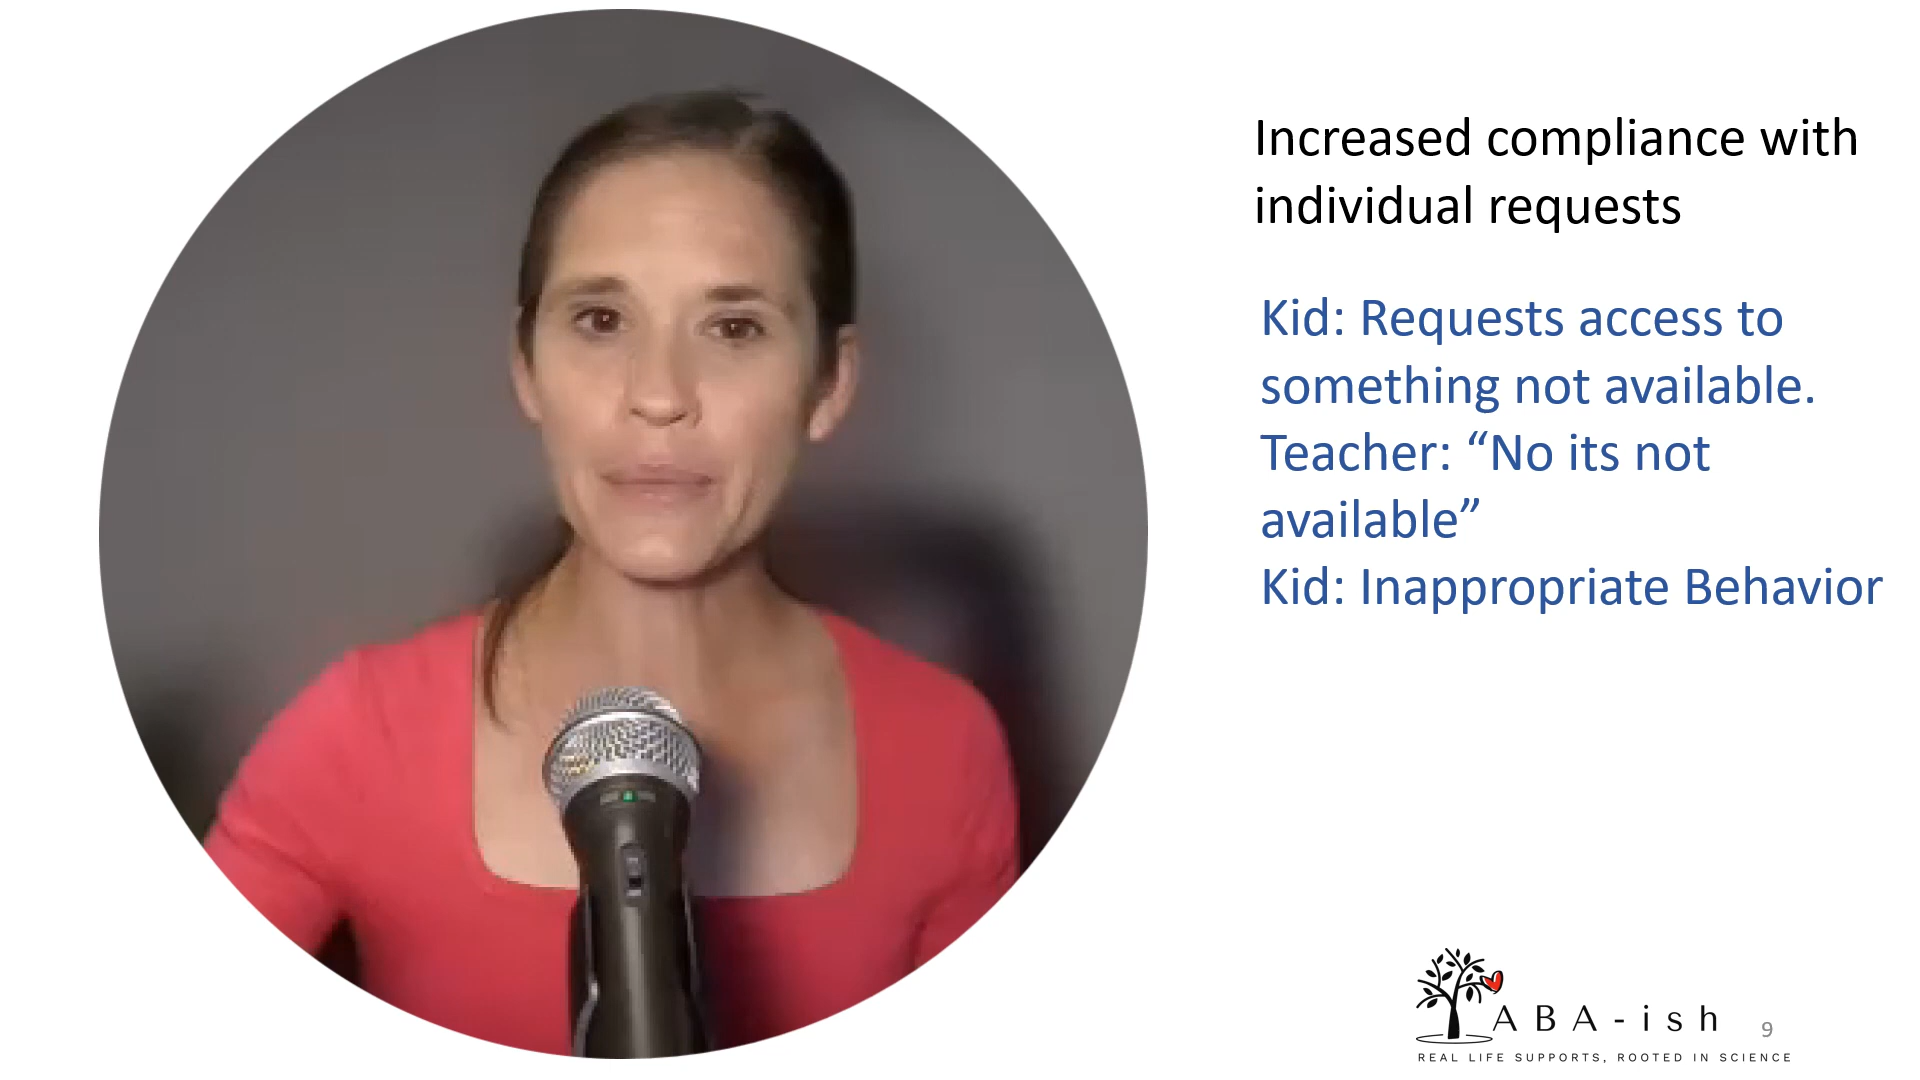 Increased compliance with
individual requests
Kid: Requests access to
something not available.
Teacher: “No its not
available”
Kid: Inappropriate Behavior
ABA-ish
9
REAL LIFE SUPPORTS, ROOTED IN SCIENCE